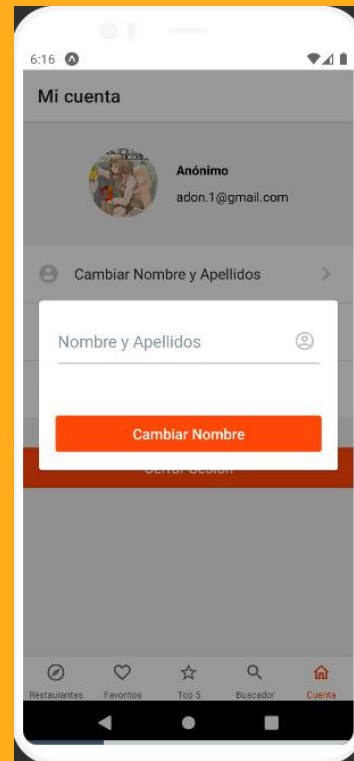 6:16
Mi cuenta
Anónimo
adon.1@gmail.com
Cambiar Nombre y Apellidos
Nombre y Apellidos
Cambiar Nombre
Cerrar Sesión
Restaurantes Favoritos Top 5 Buscador Cuenta